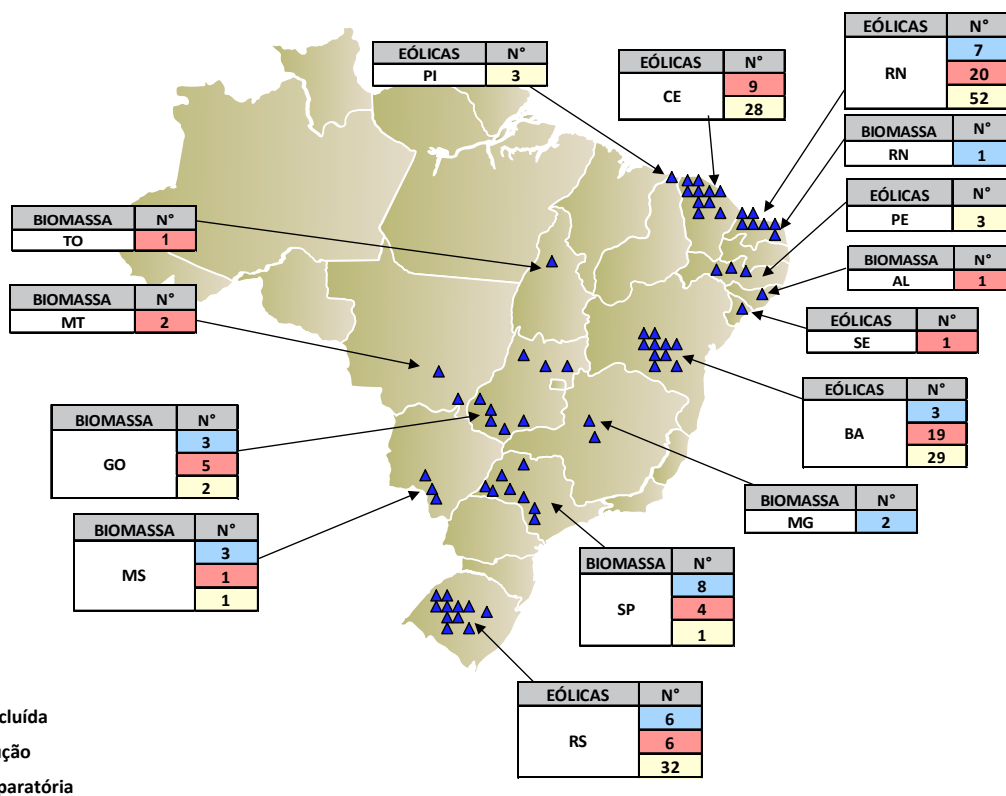 EÓLICAS N°
PI 3
EÓLICAS N°
CE 9
28
EÓLICAS N°
RN 7
20
52
BIOMASSA N°
RN 1
EÓLICAS N°
PE 3
BIOMASSA N°
AL 1
EÓLICAS N°
SE 1
EÓLICAS N°
BA 3
19
29
BIOMASSA N°
MG 2
BIOMASSA N°
TO 1
BIOMASSA N°
MT 2
BIOMASSA N°
GO 3
5
2
BIOMASSA N°
MS 3
1
1
BIOMASSA N°
SP 8
4
1
EÓLICAS N°
RS 6
6
32
cluída
ução
paratória